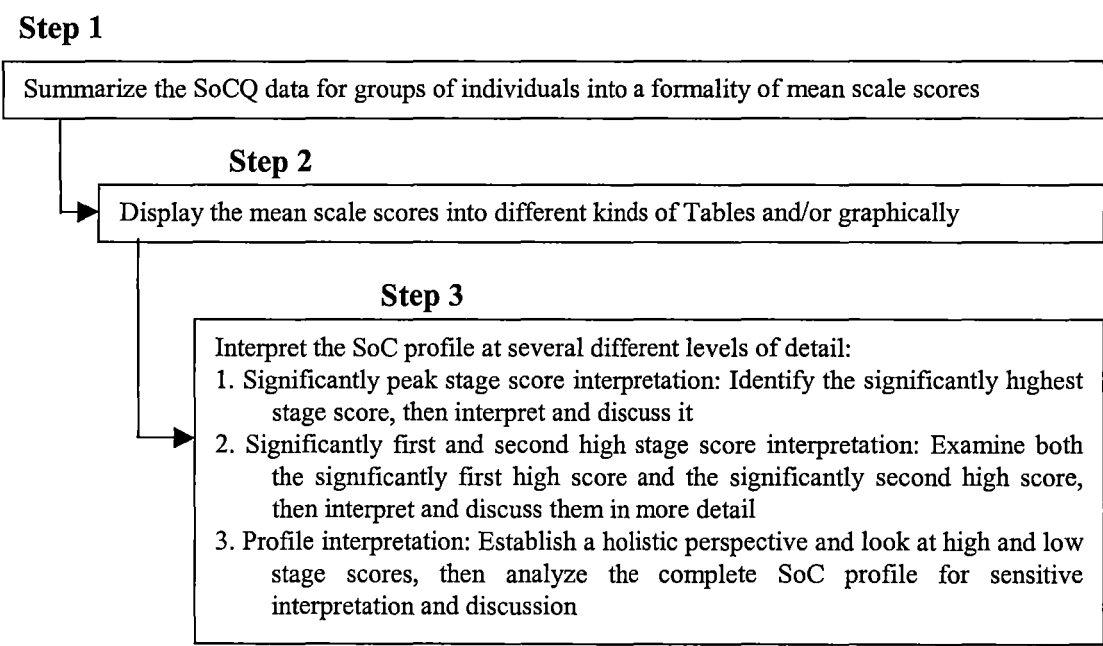 Step 1
Summarize the SoCQ data for groups of individuals into a formality of mean scale scores
Step 2
Display the mean scale scores into different kinds of Tables and/or graphically
Step 3
Interpret the SoC profile at several different levels of detail:
1. Significantly peak stage score interpretation: Identify the significantly highest
stage score, then interpret and discuss it
2. Significantly first and second high stage score interpretation: Examine both
the significantly first high score and the significantly second high score,
then interpret and discuss them in more detail
3. Profile interpretation: Establish a holistic perspective and look at high and low
stage scores, then analyze the complete SoC profile for sensitive
interpretation and discussion